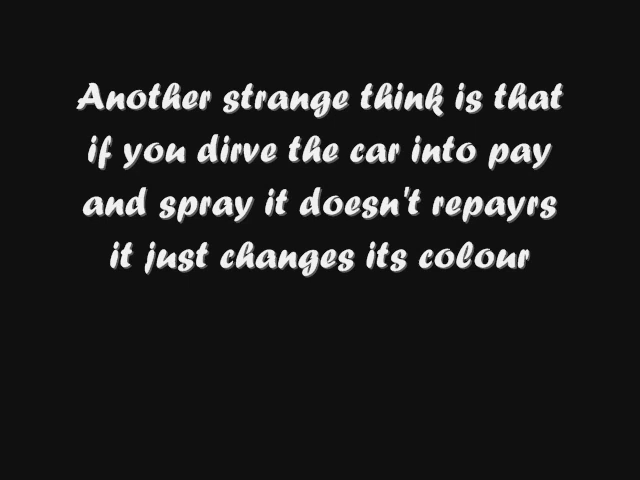 Another strange think is that
if you dirve the car into pay
and spray it doesn't repayrs
it just changes its colour